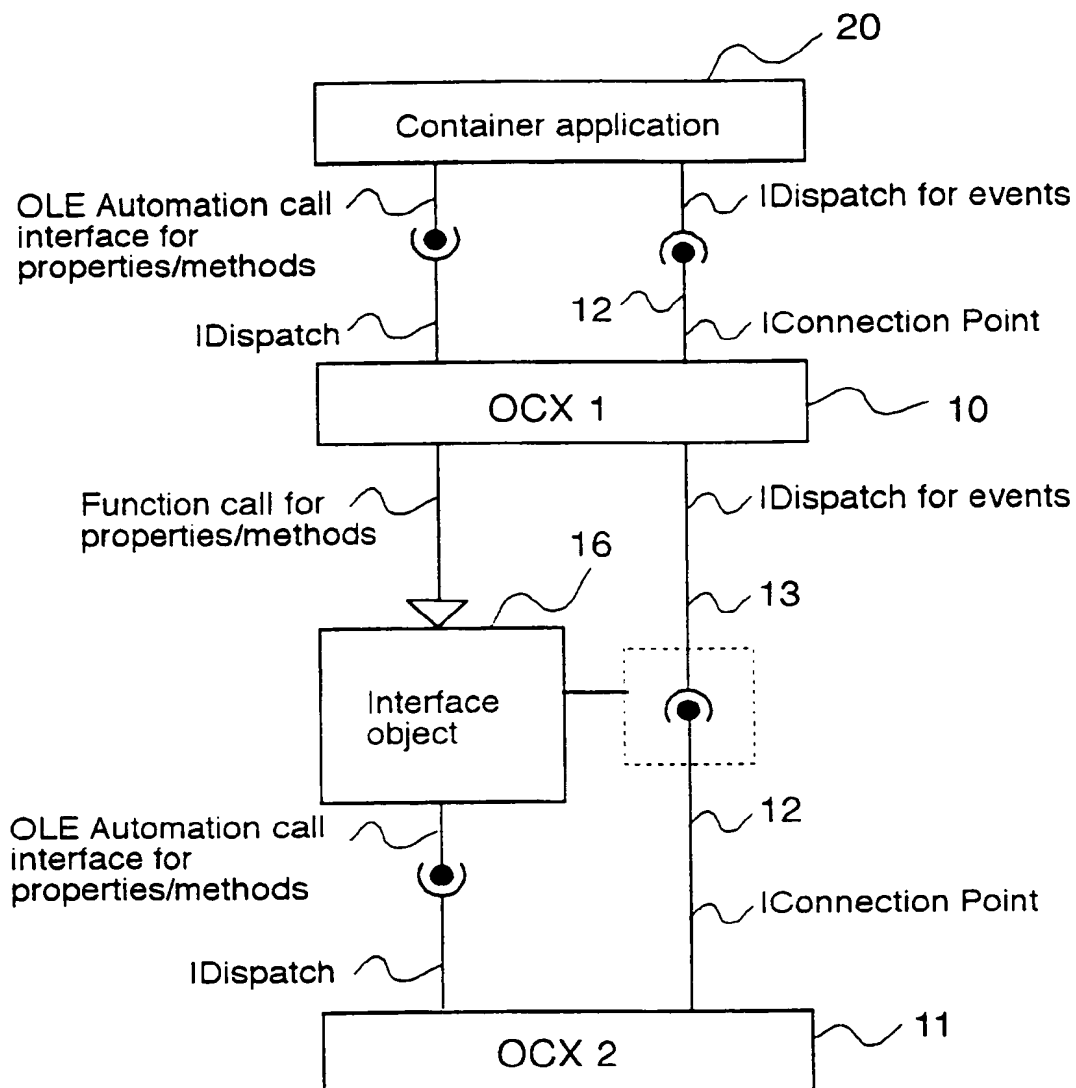 20
Container application
OLE Automation call
interface for
properties/methods
IDispatch for events
12
IDispatch
IConnection Point
OCX 1
10
Function call for
properties/methods
IDispatch for events
16
13
Interface
object
12
OLE Automation call
interface for
properties/methods
IConnection Point
IDispatch
11
OCX 2